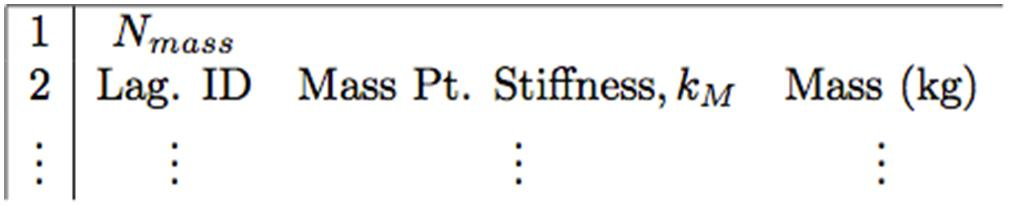 1 N_mass
2 Lag. ID Mass Pt. Stiffness, k_M Mass (kg)
⋮ ⋮ ⋮ ⋮